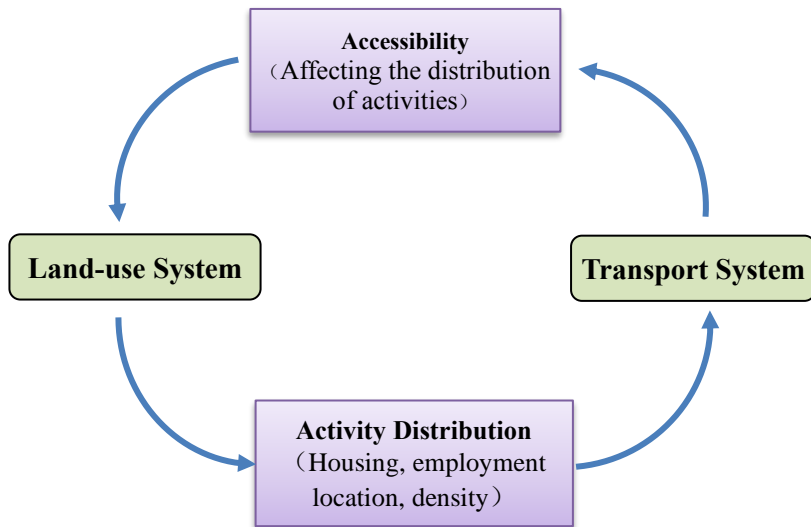 Accessibility
（Affecting the distribution
of activities）
Land-use System
Transport System
Activity Distribution
（Housing, employment
location, density）